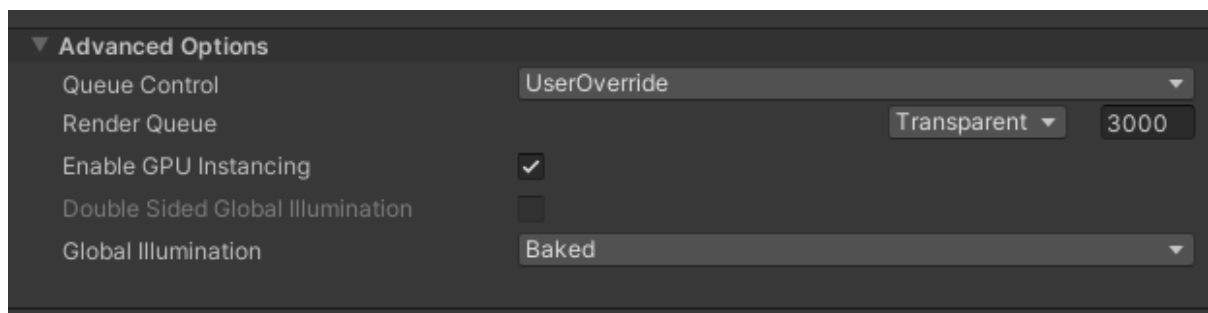 Advanced Options
Queue Control UserOverride
Render Queue Transparent 3000
Enable GPU Instancing
Double Sided Global Illumination
Global Illumination Baked